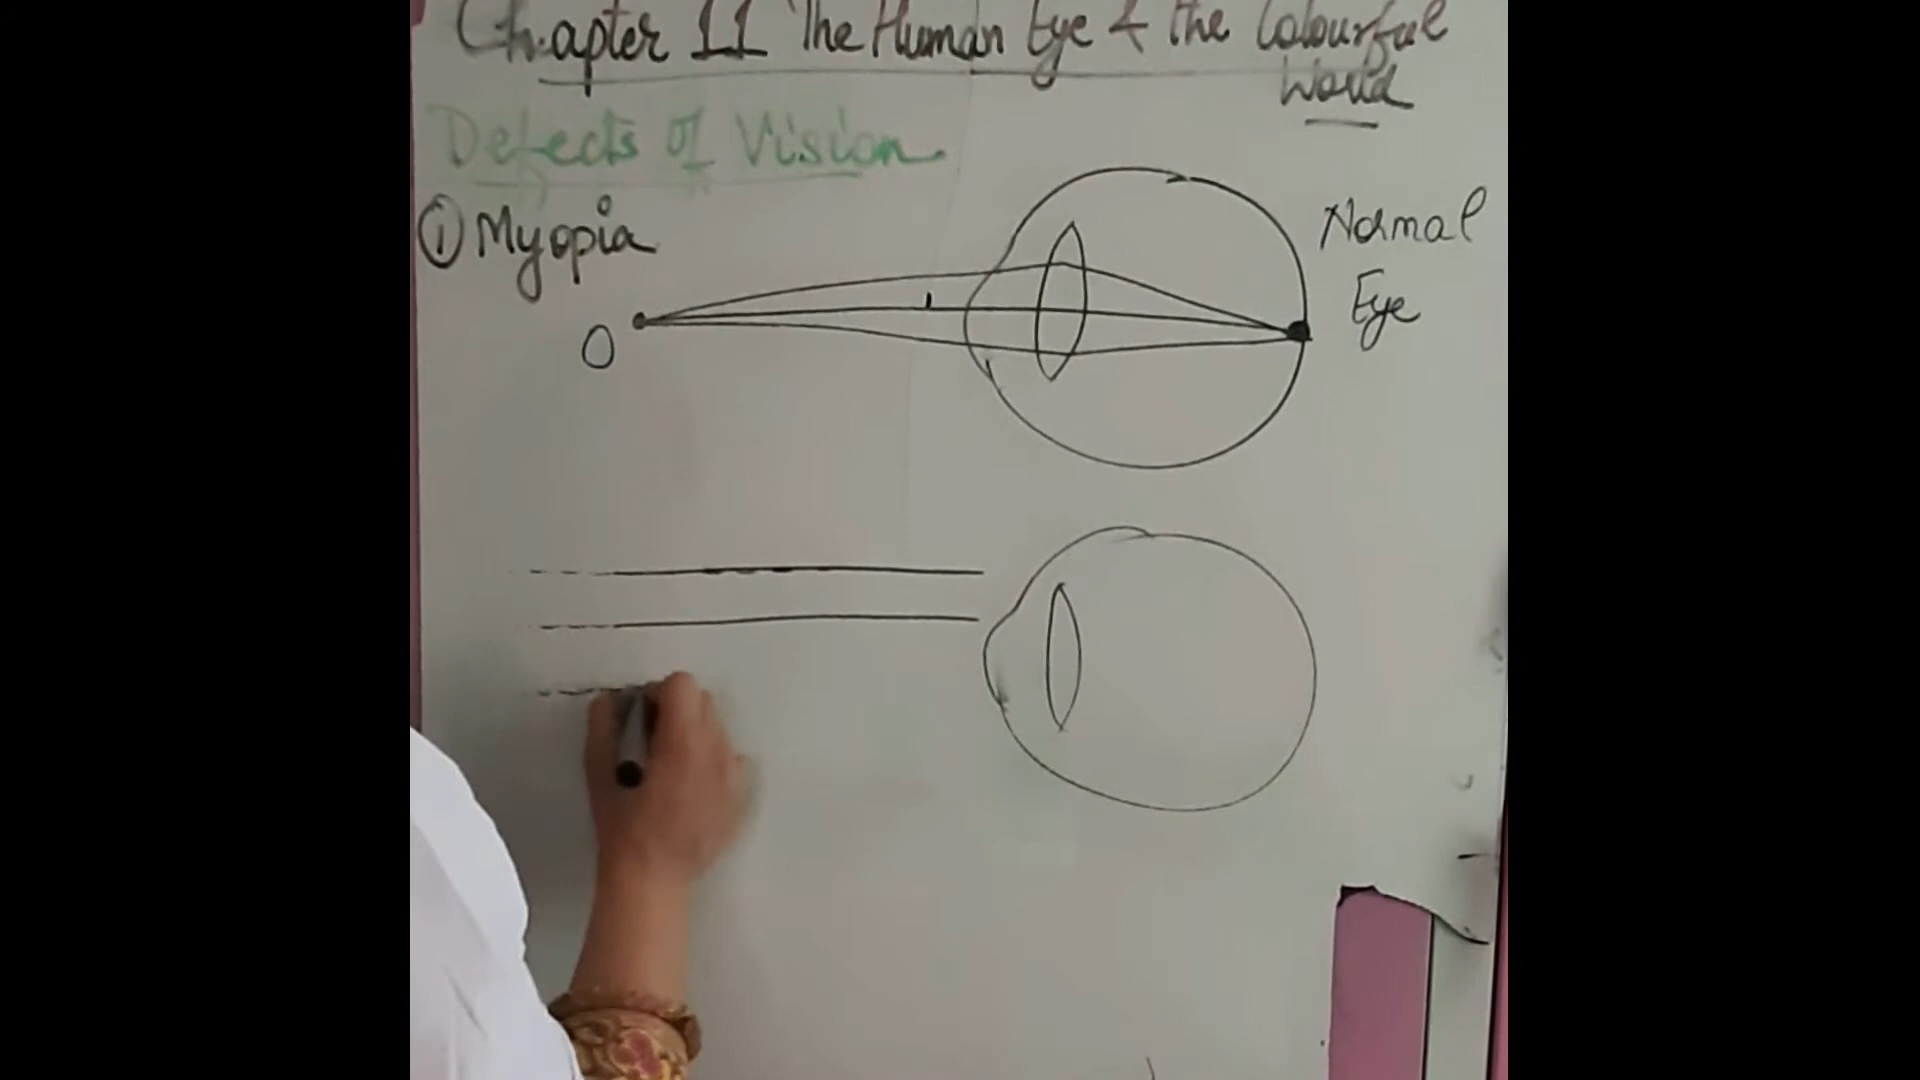 Chapter 11 The Human Eye & the Colourful
World
Defects of Vision
① Myopia
Normal
Eye
O